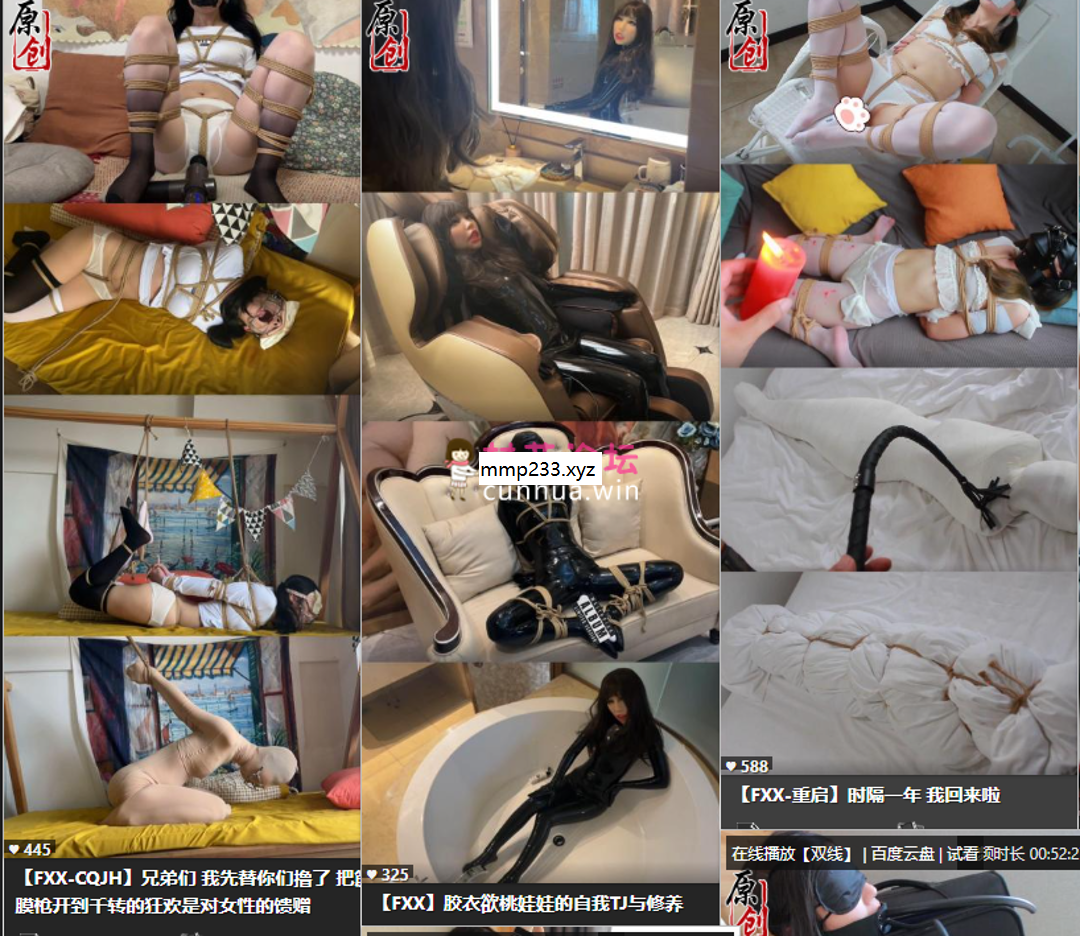 原创
原创
原创
mmp233.xyz
坛
cunhua.win
ALBUM
445
【FXX-CQJH】兄弟们 我先替你们撸了 把
膜枪开到千转的狂欢是对女性的馈赠
325
【FXX】胶衣欲桃娃娃的自我TJ与修养
588
【FXX-重启】时隔一年 我回来啦
在线播放【双线】 | 百度云盘 | 试看
时长 00:52:2
原创